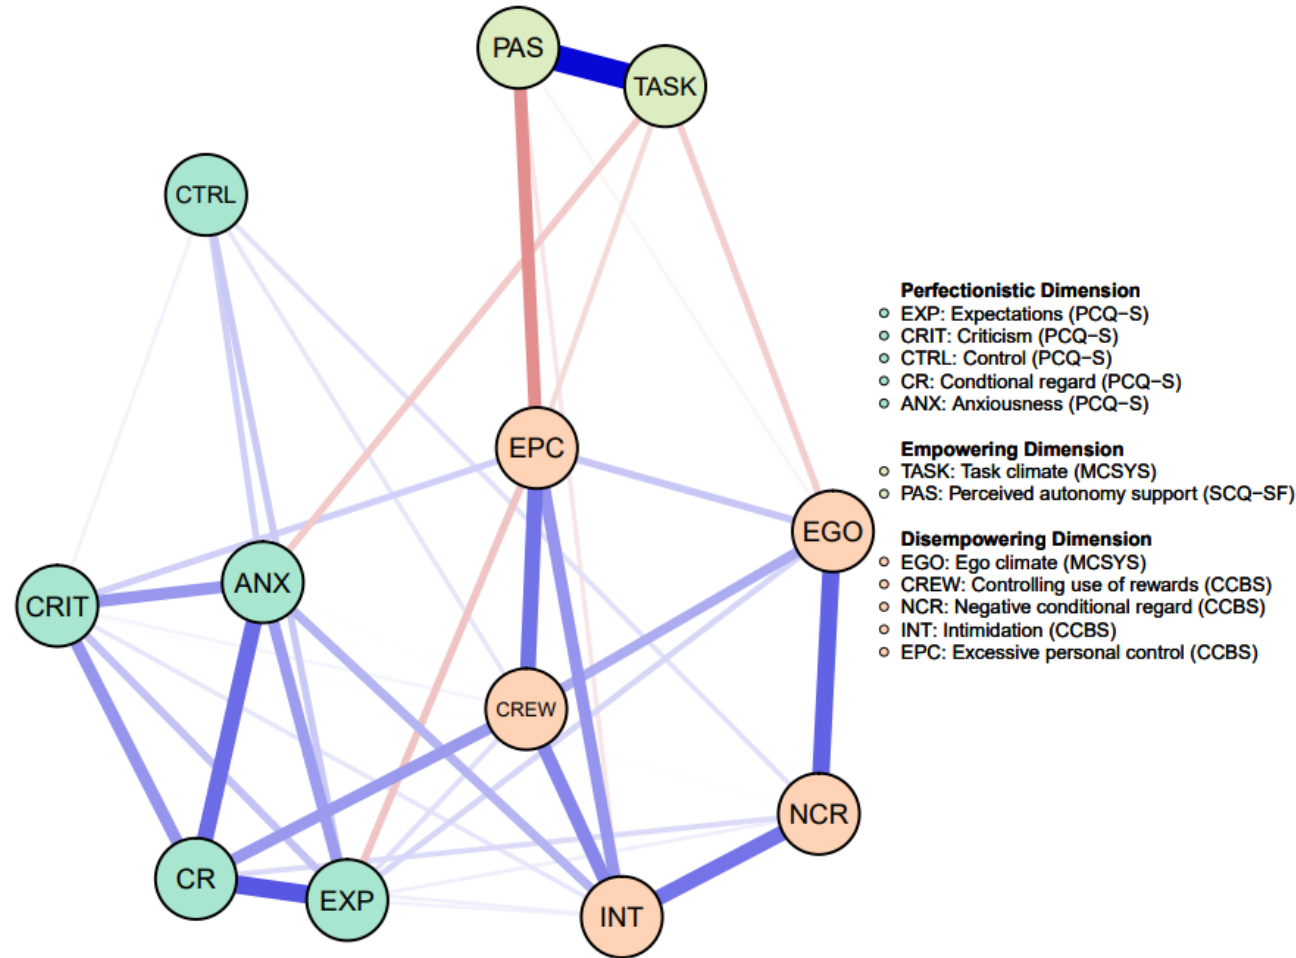 PAS
TASK
CTRL
EPC
EGO
ANX
CRIT
CREW
NCR
CR
EXP
INT
Perfectionistic Dimension
EXP: Expectations (PCQ−S)
CRIT: Criticism (PCQ−S)
CTRL: Control (PCQ−S)
CR: Condtional regard (PCQ−S)
ANX: Anxiousness (PCQ−S)
Empowering Dimension
TASK: Task climate (MCSYS)
PAS: Perceived autonomy support (SCQ−SF)
Disempowering Dimension
EGO: Ego climate (MCSYS)
CREW: Controlling use of rewards (CCBS)
NCR: Negative conditional regard (CCBS)
INT: Intimidation (CCBS)
EPC: Excessive personal control (CCBS)